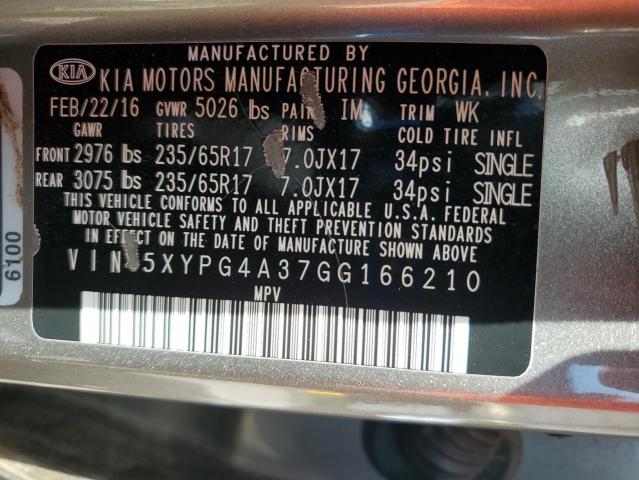 MANUFACTURED BY
KIA KIA MOTORS MANUFACTURING GEORGIA, INC.
FEB/22/16 GVWR 5026 lbs PAINT IM TRIM WK
GAWR TIRES RIMS COLD TIRE INFL
FRONT 2976 lbs 235/65R17 7.0JX17 34psi SINGLE
REAR 3075 lbs 235/65R17 7.0JX17 34psi SINGLE
THIS VEHICLE CONFORMS TO ALL APPLICABLE U.S.A. FEDERAL
MOTOR VEHICLE SAFETY AND THEFT PREVENTION STANDARDS
IN EFFECT ON THE DATE OF MANUFACTURE SHOWN ABOVE
VIN 5XYPG4A37GG166210
MPV
6100